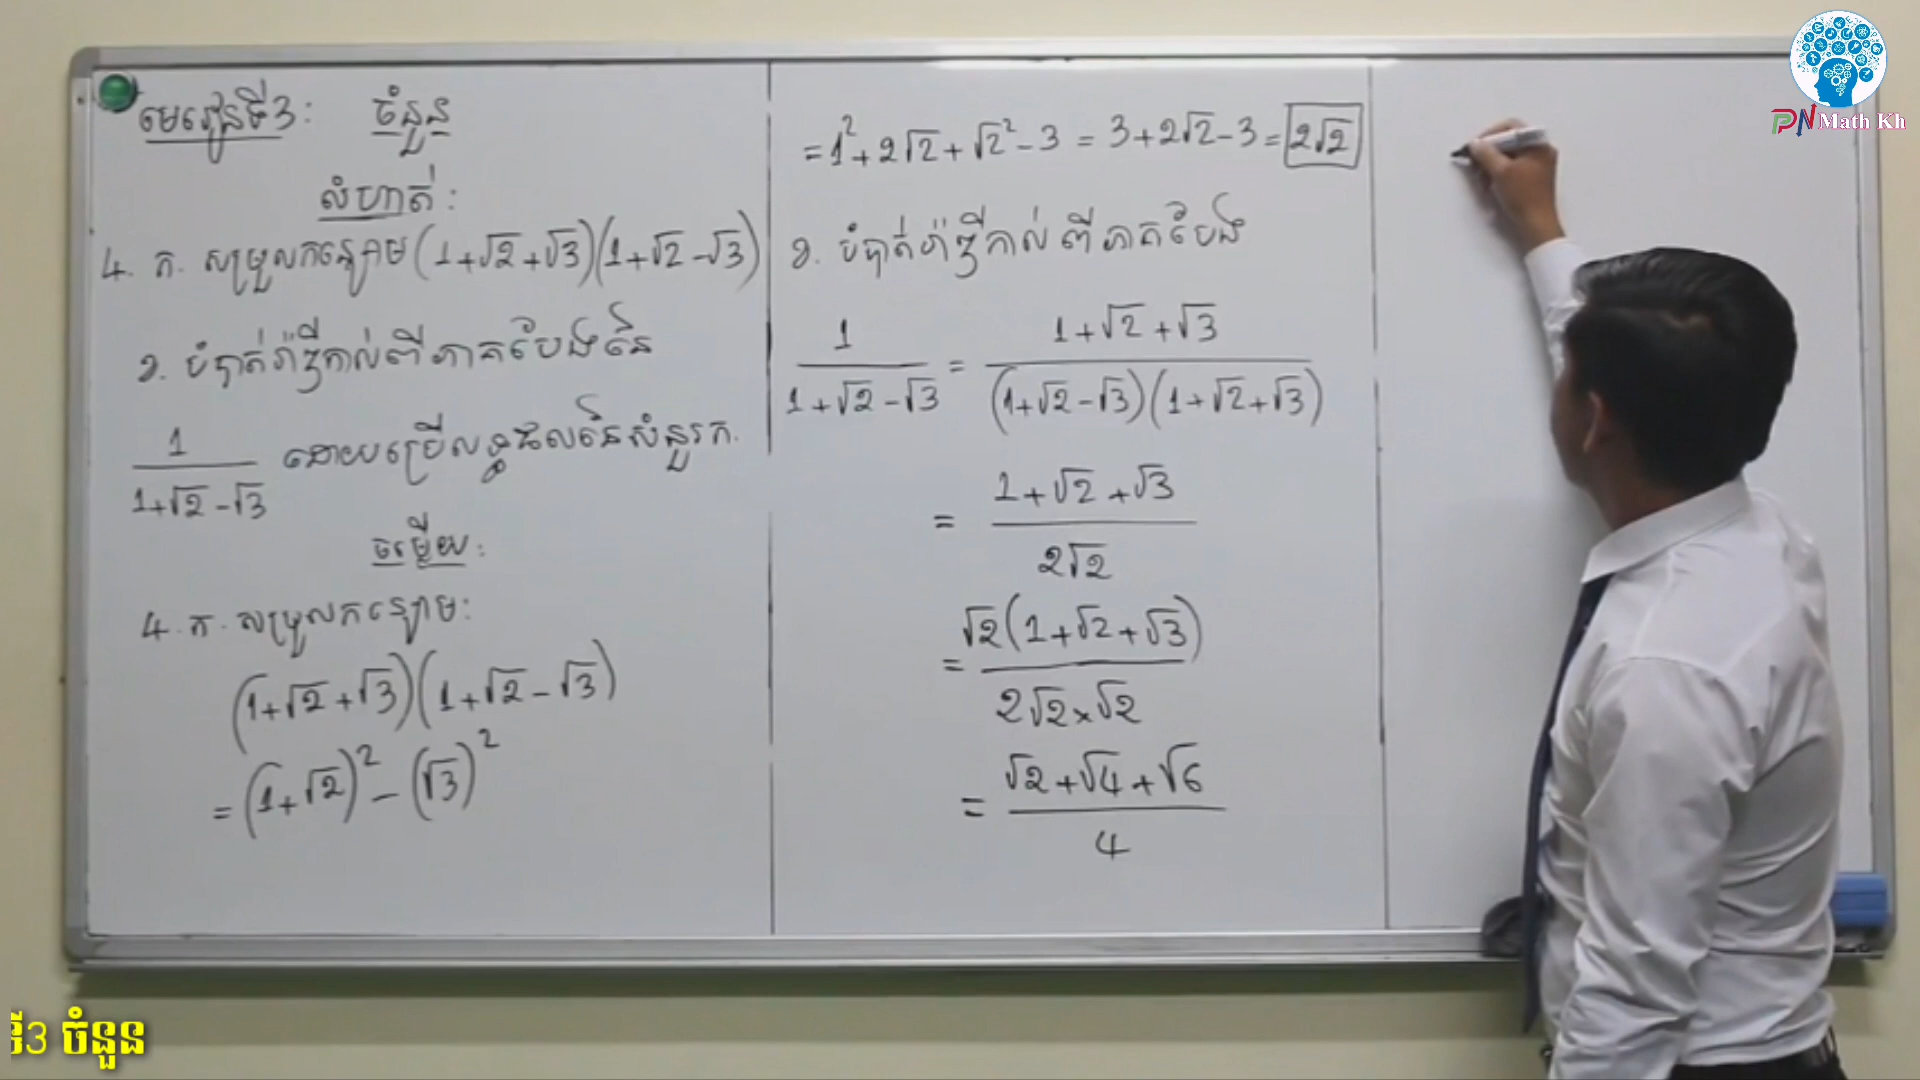 មេរៀនទី3: ចំនួន
លំហាត់:
4. ក. សម្រួលកន្សោម (1+√2+√3)(1+√2-√3)
ខ. បំបាត់រ៉ាឌីកាល់ពីភាគបែងនៃ
1/(1+√2-√3) ដោយប្រើលទ្ធផលនៃសំនួរក.
ចម្លើយ:
4. ក. សម្រួលកន្សោម:
(1+√2+√3)(1+√2-√3)
= (1+√2)² - (√3)²
= 1² + 2√2 + √2² - 3 = 3+2√2-3 = 2√2
ខ. បំបាត់រ៉ាឌីកាល់ពីភាគបែង
1/(1+√2-√3) = (1+√2+√3)/((1+√2-√3)(1+√2+√3))
= (1+√2+√3)/(2√2)
= √2(1+√2+√3)/(2√2×√2)
= (√2+√4+√6)/4
PN Math Kh
ទី3 ចំនួន